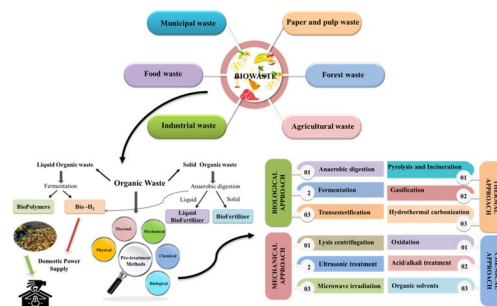 Municipal waste
Paper and pulp waste
Food waste
BIOWASTE
Forest waste
Industrial waste
Agricultural waste
Liquid Organic waste
Solid Organic waste
Fermentation
Organic Waste
Anaerobic digestion
BioPolymers
Bio -H2
Liquid
Solid
Liquid
BioFertilizer
BioFertilizer
Thermal
Mechanical
Physical
Pre-treatment
Methods
Chemical
Biological
Domestic Power
Supply
BIOLOGICAL
APPROACH
01
Anaerobic digestion
Pyrolysis and Incineration
01
2
Fermentation
Gasification
02
03
Transesterification
Hydrothermal carbonization
03
APPROACH
MECHANICAL
APPROACH
01
Lysis centrifugation
Oxidation
01
2
Ultrasonic treatment
Acid/alkali treatment
02
03
Microwave irradiation
Organic solvents
03